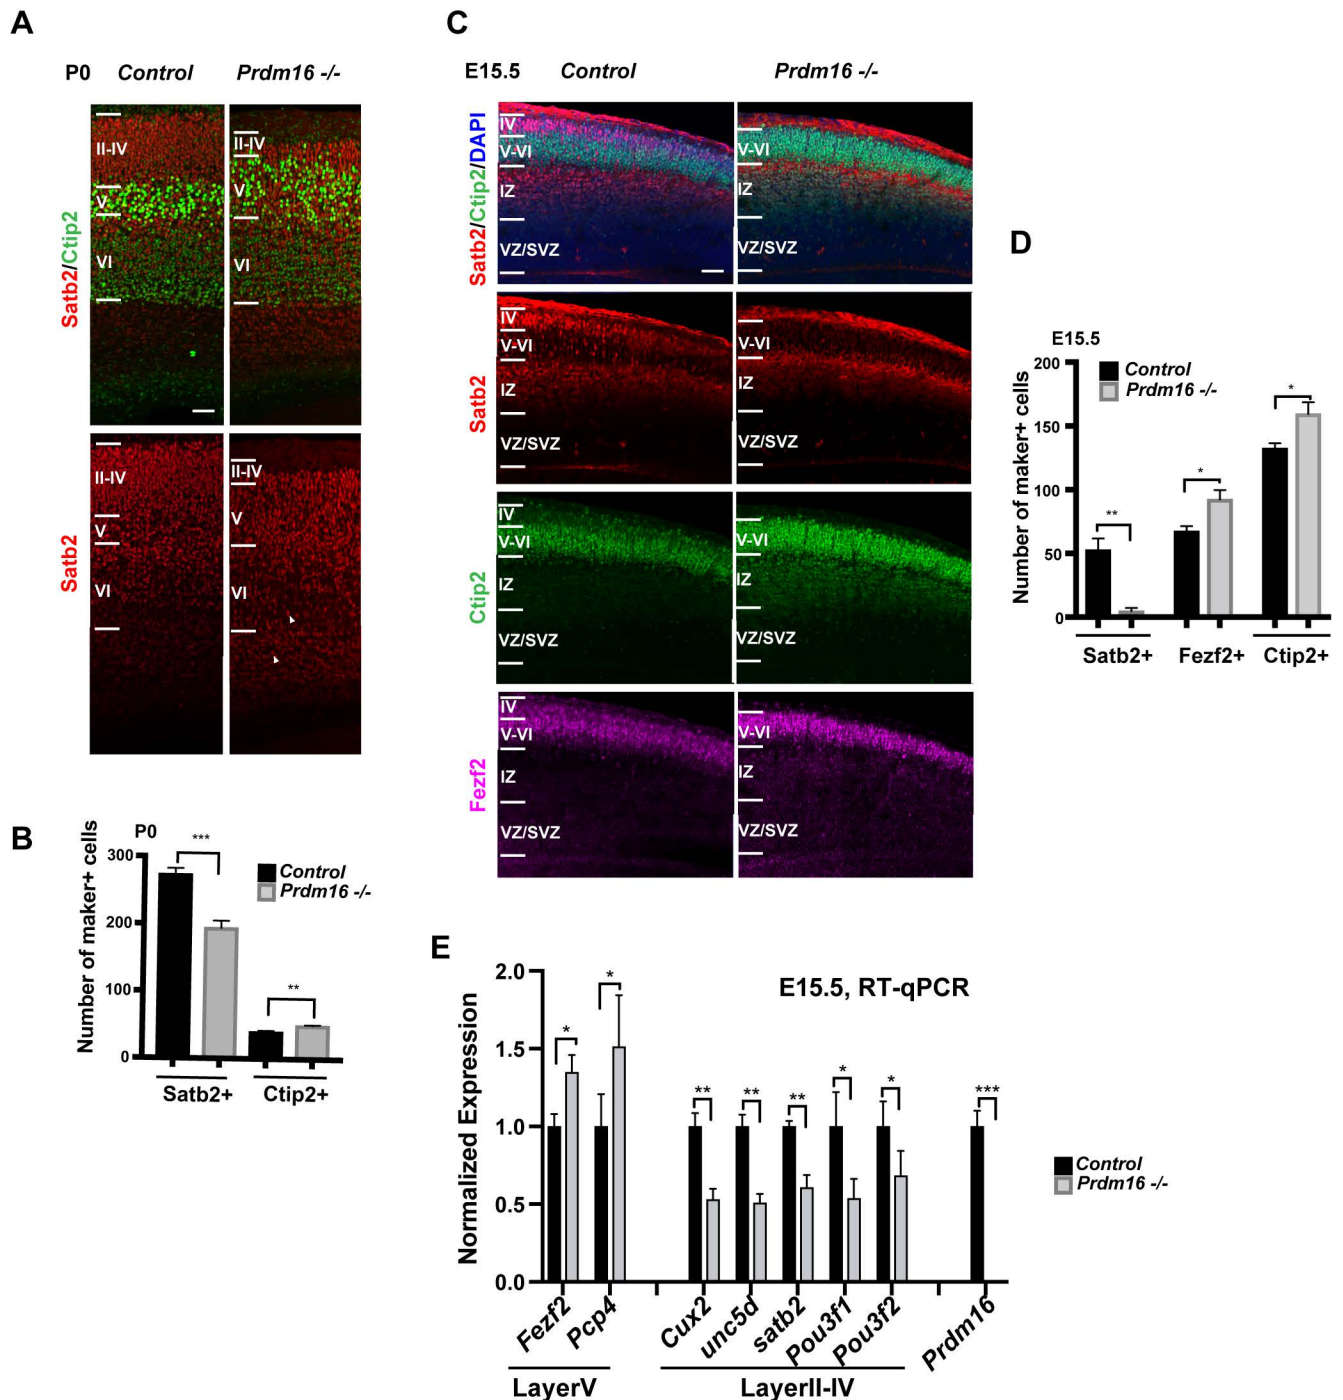 A
P0 Control Prdm16 -/-
Satb2/Ctip2
II-IV
V
VI
II-IV
V
VI
Satb2
II-IV
V
VI
II-IV
V
VI
B
P0
Number of maker+ cells
300
200
100
0
***
**
Control
Prdm16 -/-
Satb2+ Ctip2+
C
E15.5 Control Prdm16 -/-
Satb2/Ctip2/DAPI
IV
V-VI
IZ
VZ/SVZ
V-VI
IZ
VZ/SVZ
Satb2
IV
V-VI
IZ
VZ/SVZ
V-VI
IZ
VZ/SVZ
Ctip2
IV
V-VI
IZ
VZ/SVZ
V-VI
IZ
VZ/SVZ
Fezf2
IV
V-VI
IZ
VZ/SVZ
V-VI
IZ
VZ/SVZ
D
E15.5
Number of maker+ cells
200
150
100
50
0
Control
Prdm16 -/-
**
*
*
Satb2+ Fezf2+ Ctip2+
E
E15.5, RT-qPCR
Normalized Expression
2.0
1.5
1.0
0.5
0.0
* * ** ** ** * * ***
Control
Prdm16 -/-
Fezf2 Pcp4 Cux2 unc5d satb2 Pou3f1 Pou3f2 Prdm16
LayerV LayerII-IV